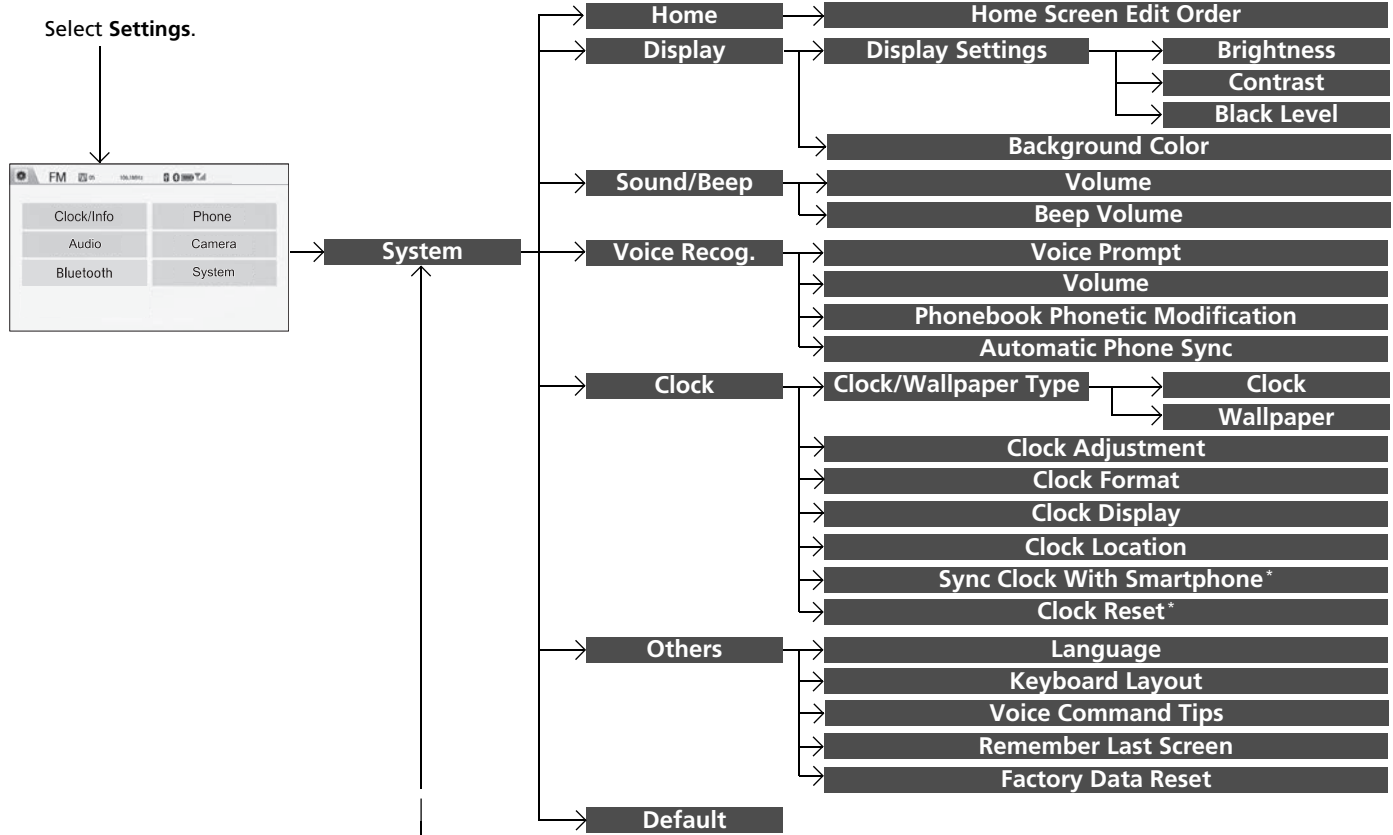 Select Settings.
FM
Clock/Info
Phone
Audio
Camera
Bluetooth
System
System
Home
Home Screen Edit Order
Display
Display Settings
Brightness
Contrast
Black Level
Background Color
Sound/Beep
Volume
Beep Volume
Voice Recog.
Voice Prompt
Volume
Phonebook Phonetic Modification
Automatic Phone Sync
Clock
Clock/Wallpaper Type
Clock
Wallpaper
Clock Adjustment
Clock Format
Clock Display
Clock Location
Sync Clock With Smartphone*
Clock Reset*
Others
Language
Keyboard Layout
Voice Command Tips
Remember Last Screen
Factory Data Reset
Default